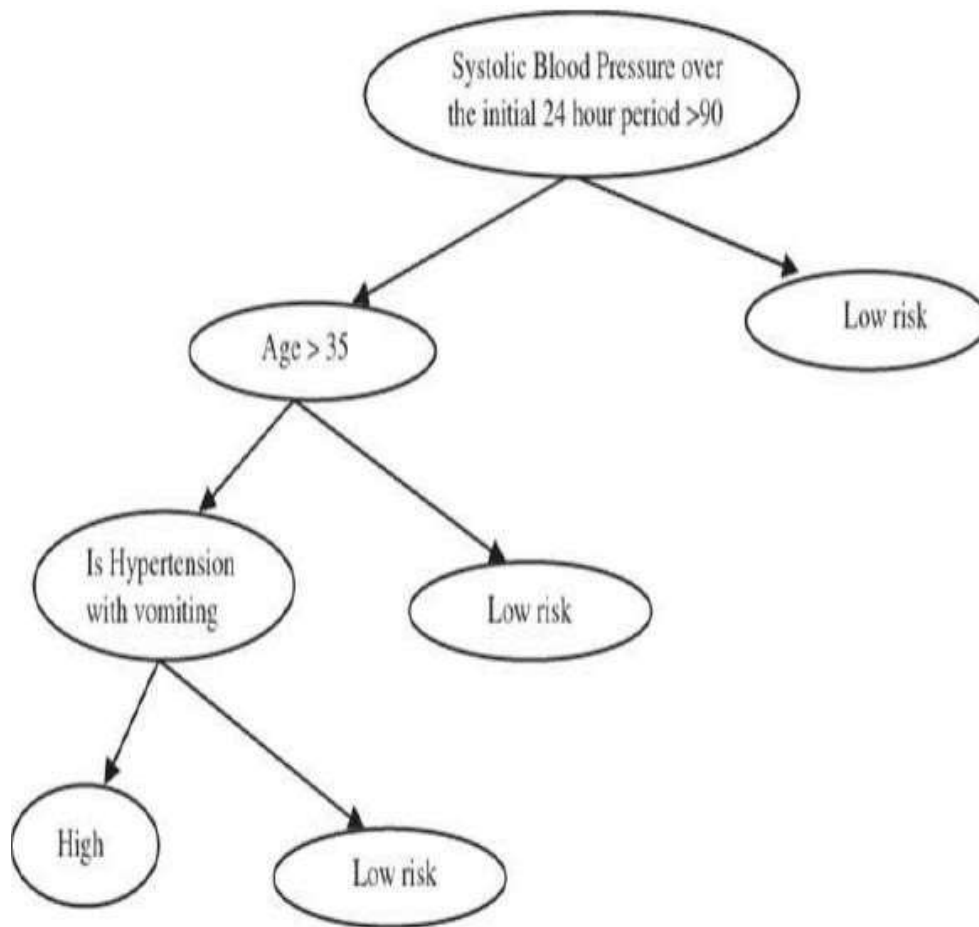 Systolic Blood Pressure over
the initial 24 hour period >90
Low risk
Age > 35
Is Hypertension
with vomiting
Low risk
High
Low risk